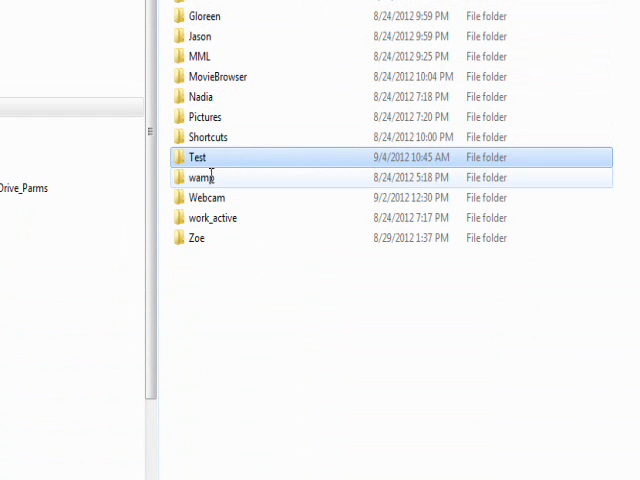 Gloreen 8/24/2012 9:59 PM File folder
Jason 8/24/2012 9:59 PM File folder
MML 8/24/2012 9:25 PM File folder
MovieBrowser 8/24/2012 10:04 PM File folder
Nadia 8/24/2012 7:18 PM File folder
Pictures 8/24/2012 7:20 PM File folder
Shortcuts 8/24/2012 10:00 PM File folder
Test 9/4/2012 10:45 AM File folder
wamp 8/24/2012 5:18 PM File folder
Drive_Parms
Webcam 9/2/2012 12:30 PM File folder
work_active 8/24/2012 7:17 PM File folder
Zoe 8/29/2012 1:37 PM File folder